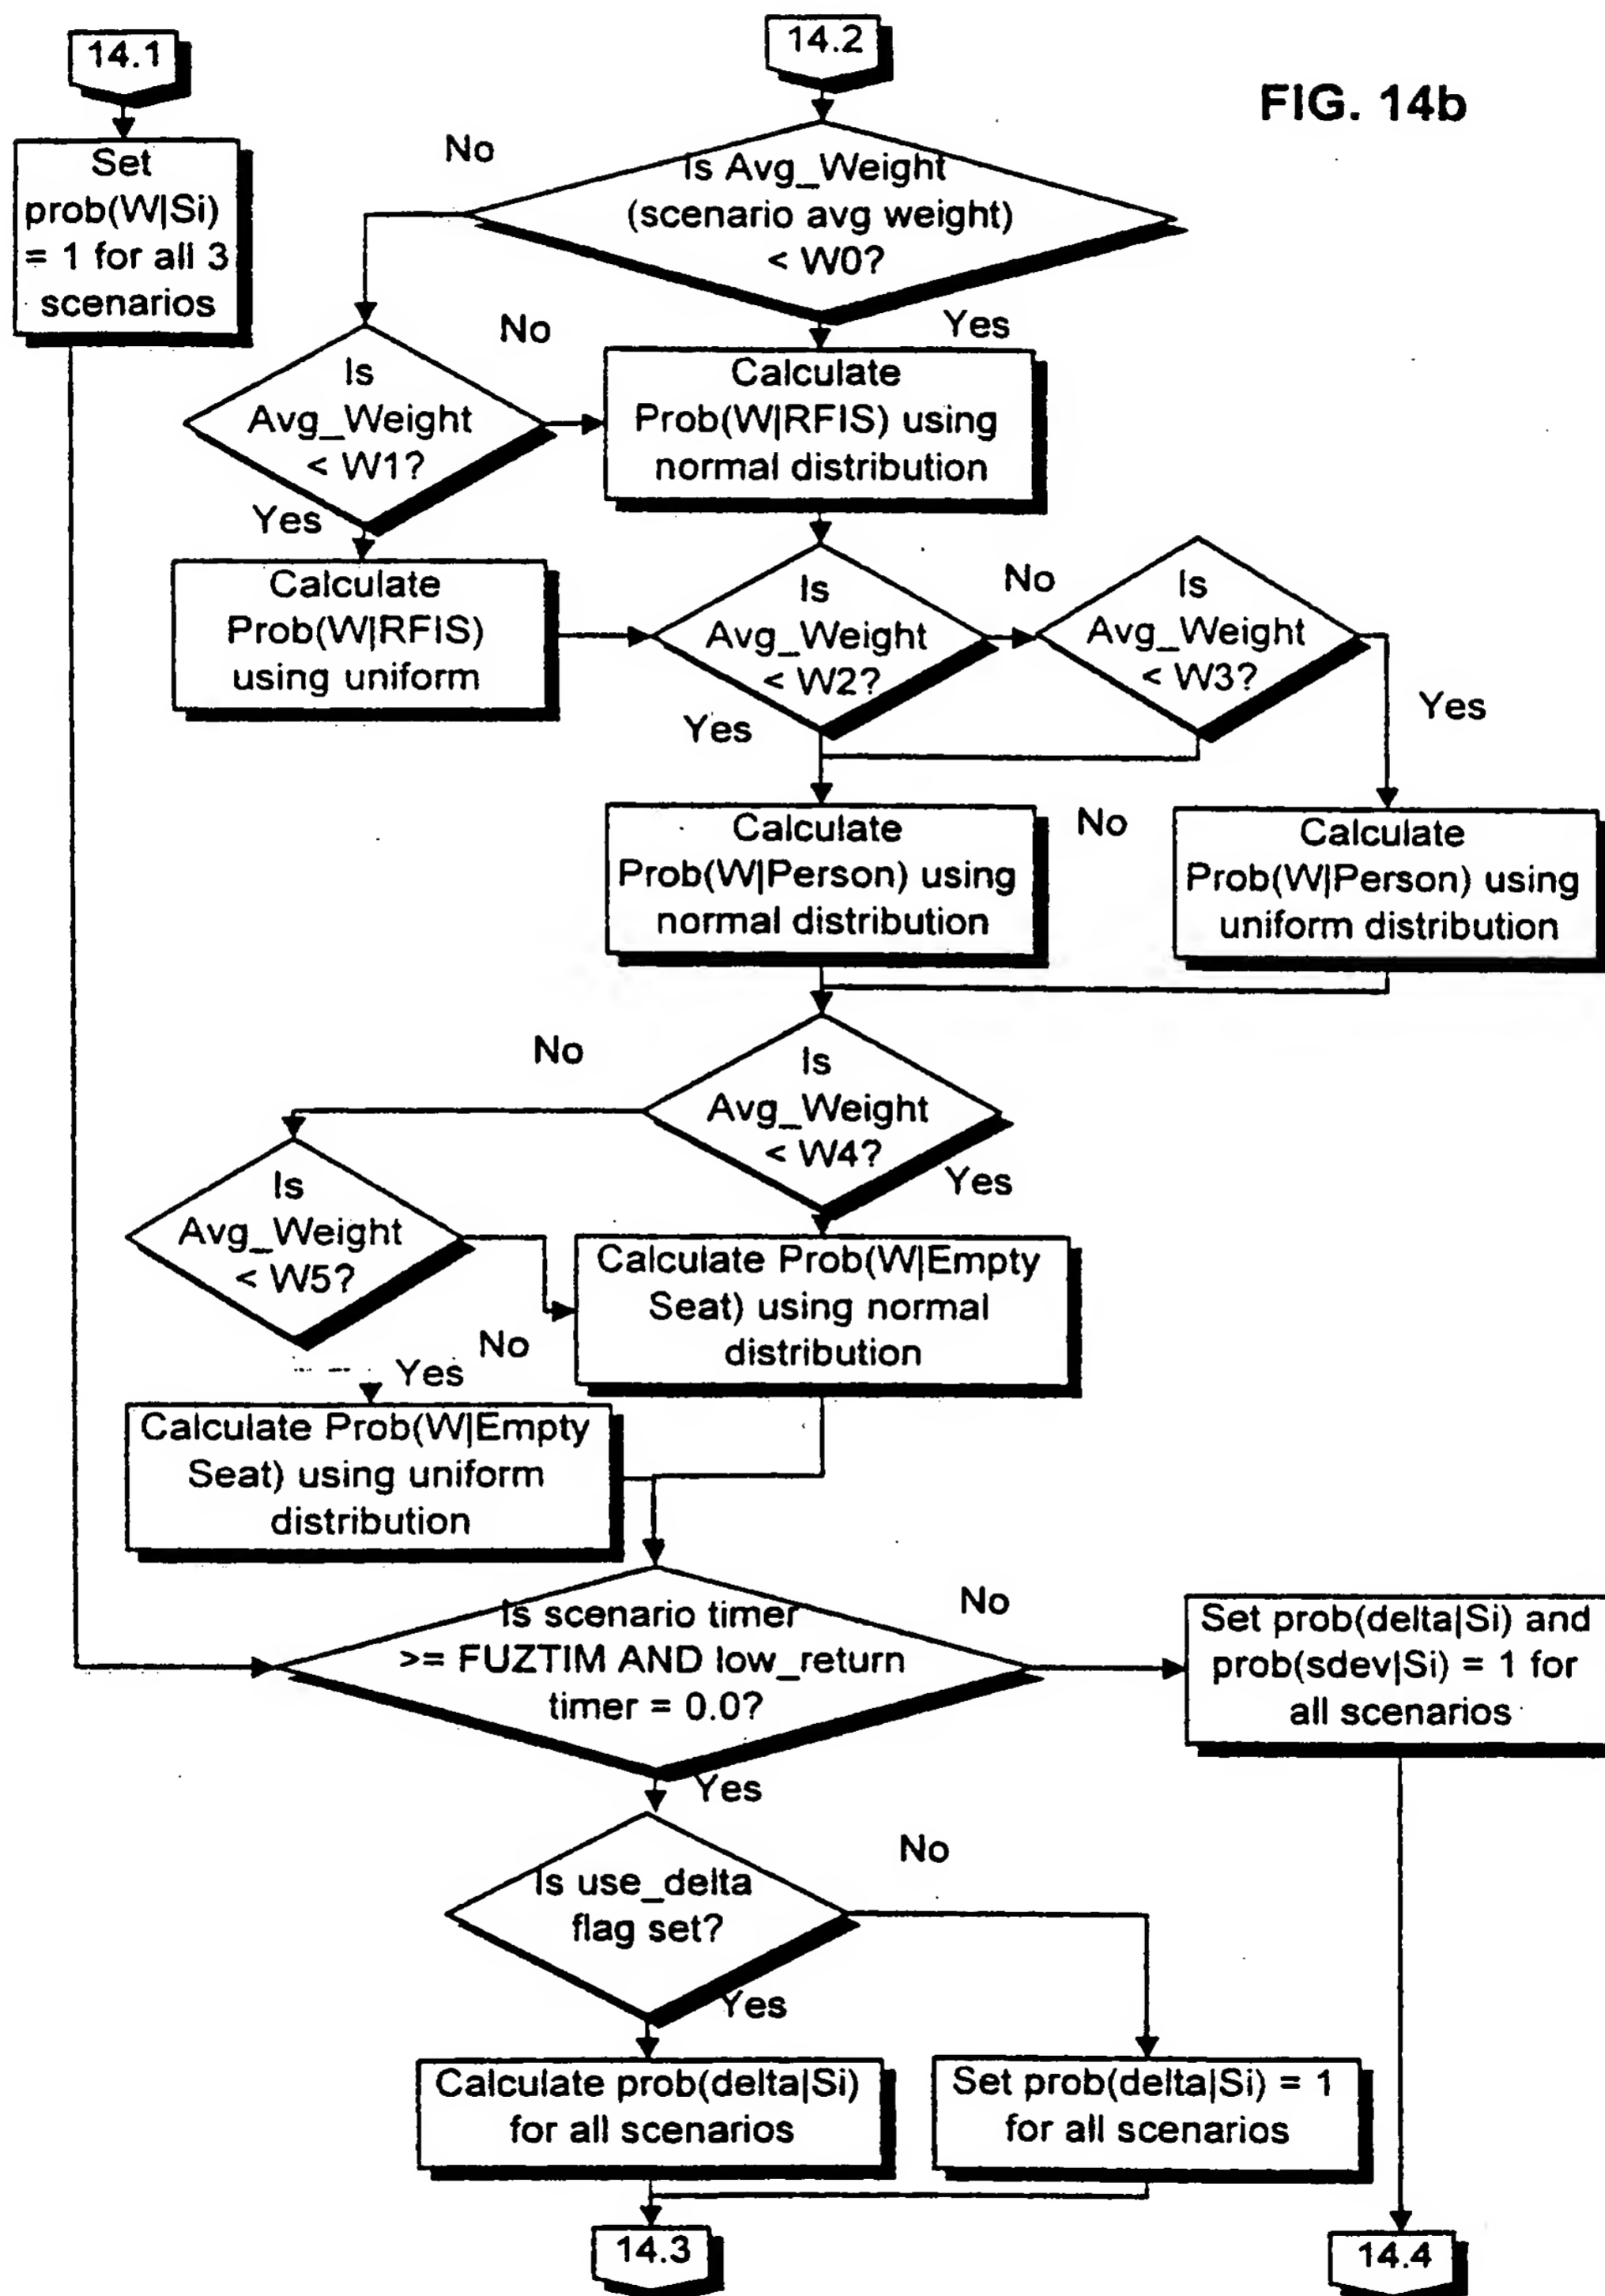 14.1
14.2
FIG. 14b
Set
prob(W|Si)
= 1 for all 3
scenarios
No
Is Avg_Weight
(scenario avg weight)
< W0?
Yes
No
Is
Avg_Weight
< W1?
Yes
Calculate
Prob(W|RFIS) using
normal distribution
Calculate
Prob(W|RFIS)
using uniform
Is
Avg_Weight
< W2?
Yes
No
Is
Avg_Weight
< W3?
Yes
No
Calculate
Prob(W|Person) using
normal distribution
Calculate
Prob(W|Person) using
uniform distribution
No
Is
Avg_Weight
< W4?
Yes
Is
Avg_Weight
< W5?
No
Yes
Calculate Prob(W|Empty
Seat) using normal
distribution
Calculate Prob(W|Empty
Seat) using uniform
distribution
Is scenario timer
>= FUZTIM AND low_return
timer = 0.0?
No
Set prob(delta|Si) and
prob(sdev|Si) = 1 for
all scenarios
Yes
Is use_delta
flag set?
No
Yes
Calculate prob(delta|Si)
for all scenarios
Set prob(delta|Si) = 1
for all scenarios
14.3
14.4